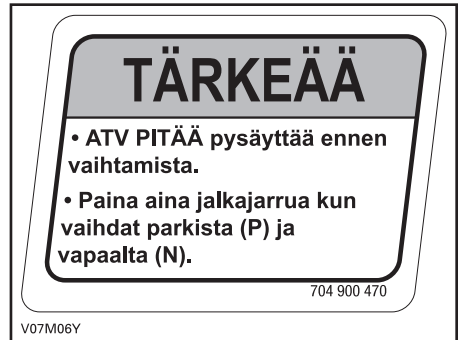 TÄRKEÄÄ
• ATV PITÄÄ pysäyttää ennen
vaihtamista.
• Paina aina jalkajarrua kun
vaihdat parkista (P) ja
vapaalta (N).
704 900 470
V07M06Y